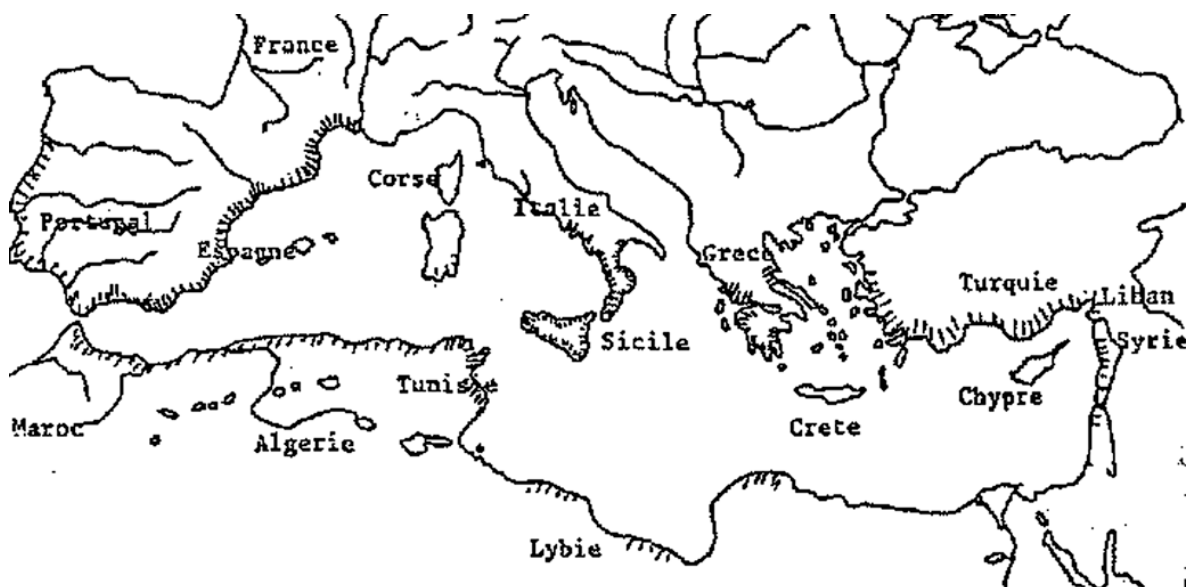 France
Corse
Italie
Portugal
Espagne
Grece
Turquie
Liban
Sicile
Syrie
Tunisie
Chypre
Maroc
Algerie
Crete
Lybie